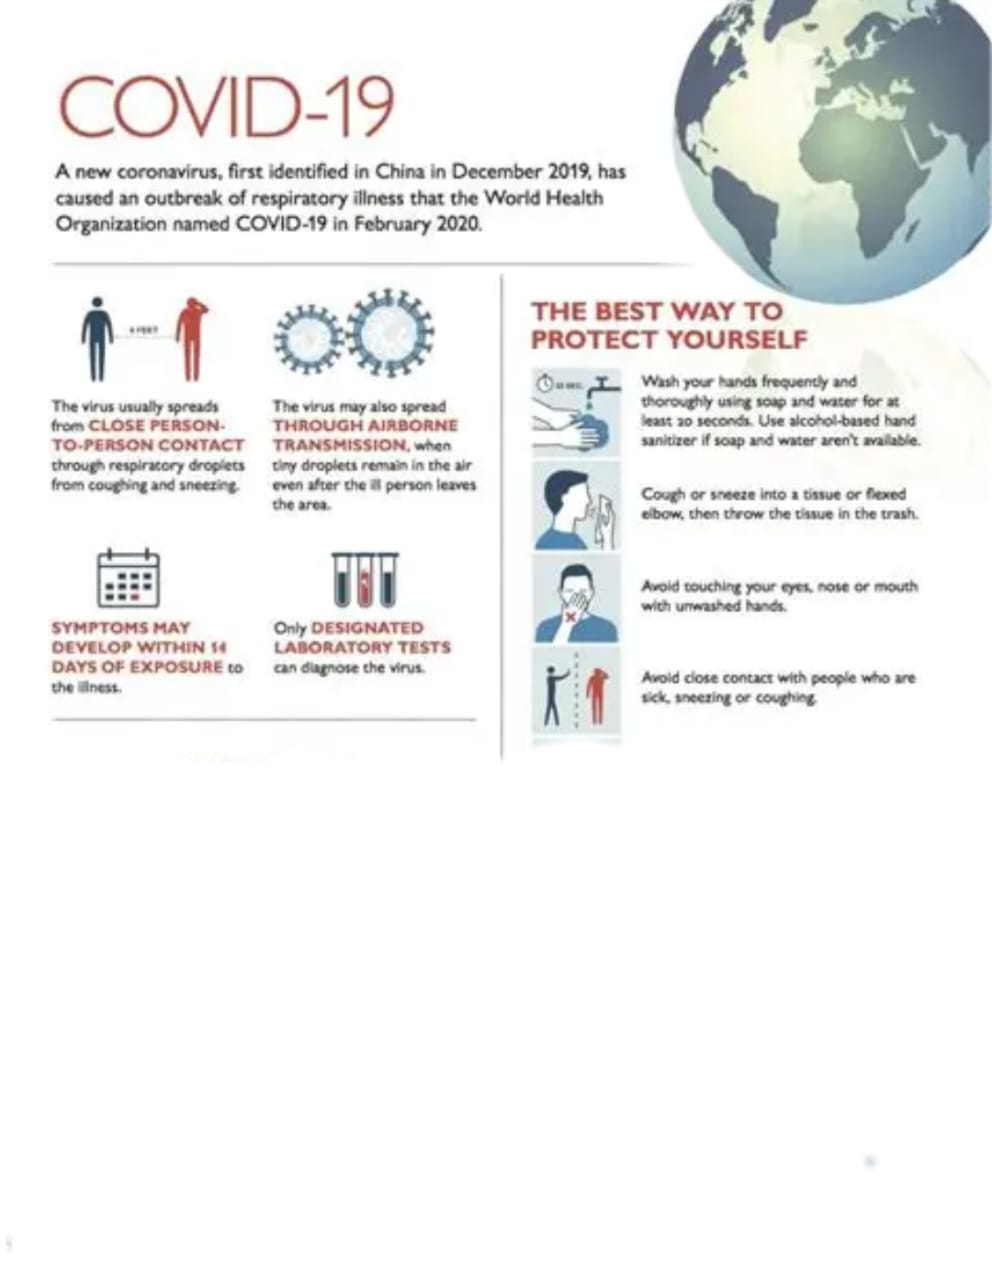 COVID-19
A new coronavirus, first identified in China in December 2019, has
caused an outbreak of respiratory illness that the World Health
Organization named COVID-19 in February 2020.
6 FEET
The virus usually spreads
from CLOSE PERSON-
TO-PERSON CONTACT
through respiratory droplets
from coughing and sneezing.
The virus may also spread
THROUGH AIRBORNE
TRANSMISSION, when
tiny droplets remain in the air
even after the ill person leaves
the area.
SYMPTOMS MAY
DEVELOP WITHIN 14
DAYS OF EXPOSURE to
the illness.
Only DESIGNATED
LABORATORY TESTS
can diagnose the virus.
THE BEST WAY TO
PROTECT YOURSELF
20 SEC.
Wash your hands frequently and
thoroughly using soap and water for at
least 20 seconds. Use alcohol-based hand
sanitizer if soap and water aren't available.
Cough or sneeze into a tissue or flexed
elbow, then throw the tissue in the trash.
Avoid touching your eyes, nose or mouth
with unwashed hands.
Avoid close contact with people who are
sick, sneezing or coughing.